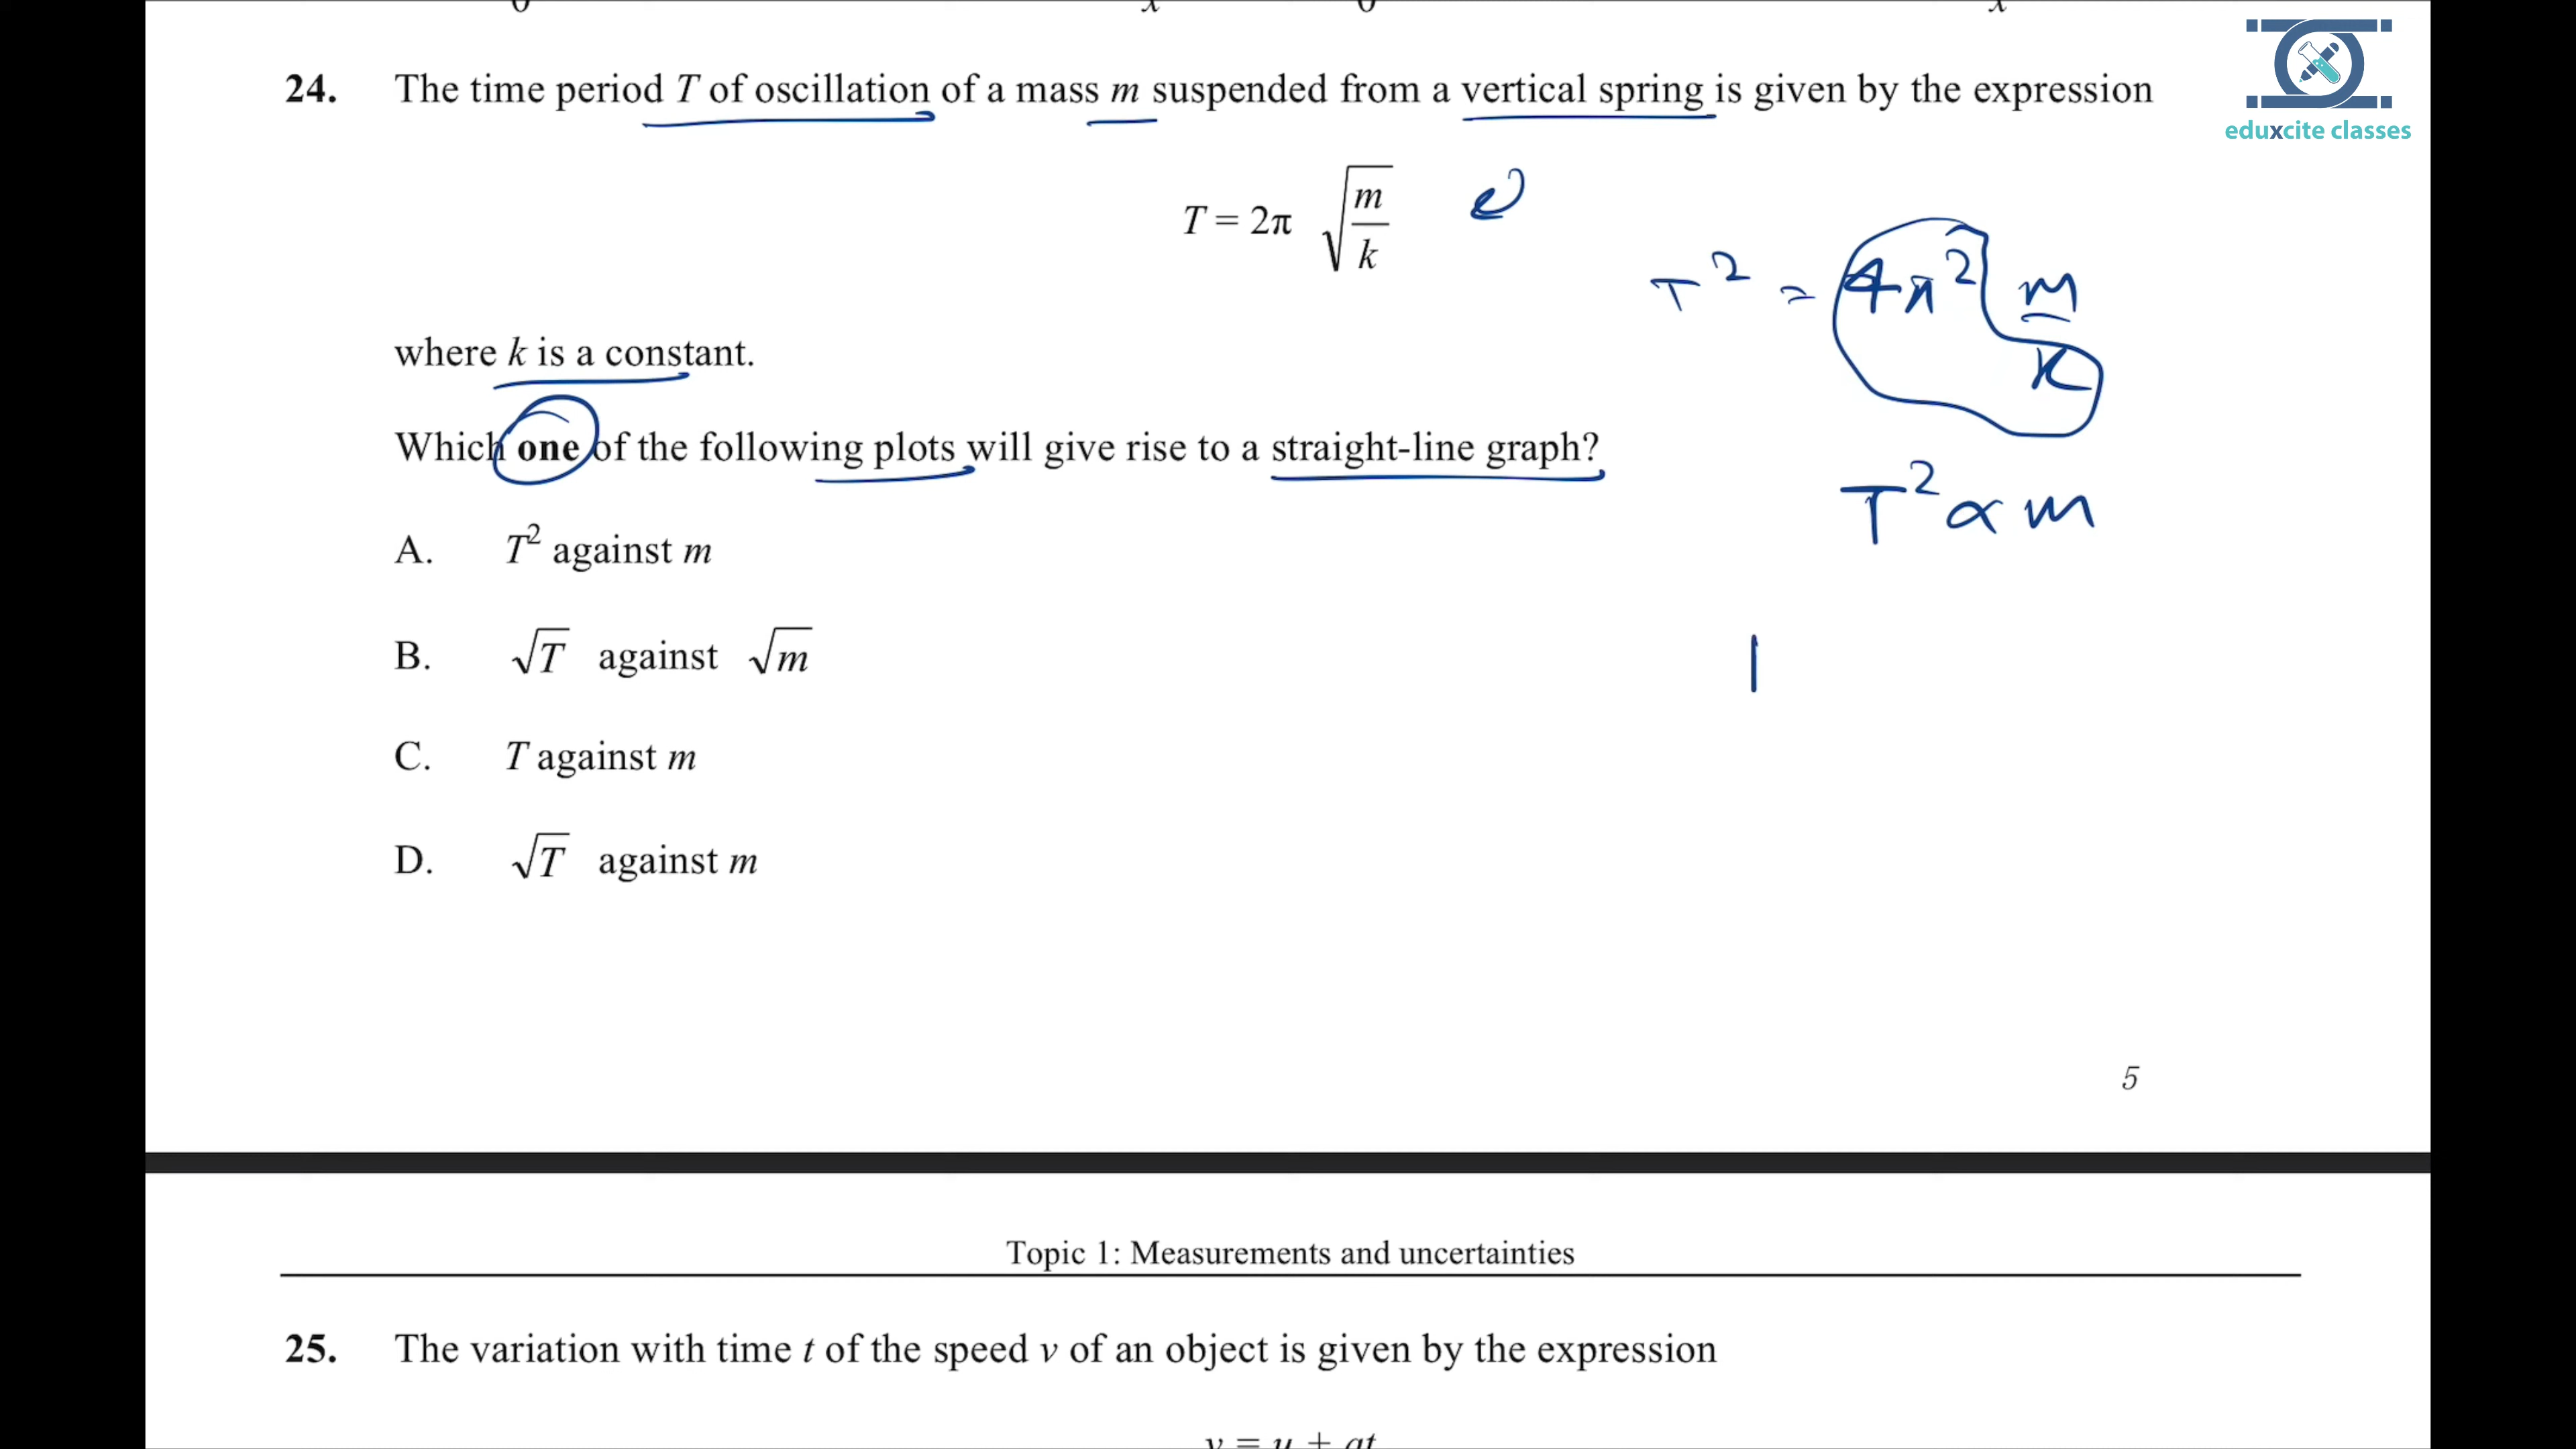 24. The time period T of oscillation of a mass m suspended from a vertical spring is given by the expression
eduxcite classes
T = 2π √(m/k)
T² = 4π² m/k
where k is a constant.
Which one of the following plots will give rise to a straight-line graph?
T² ∝ m
A. T² against m
B. √T against √m
C. T against m
D. √T against m
5
Topic 1: Measurements and uncertainties
25. The variation with time t of the speed v of an object is given by the expression
v = u + at